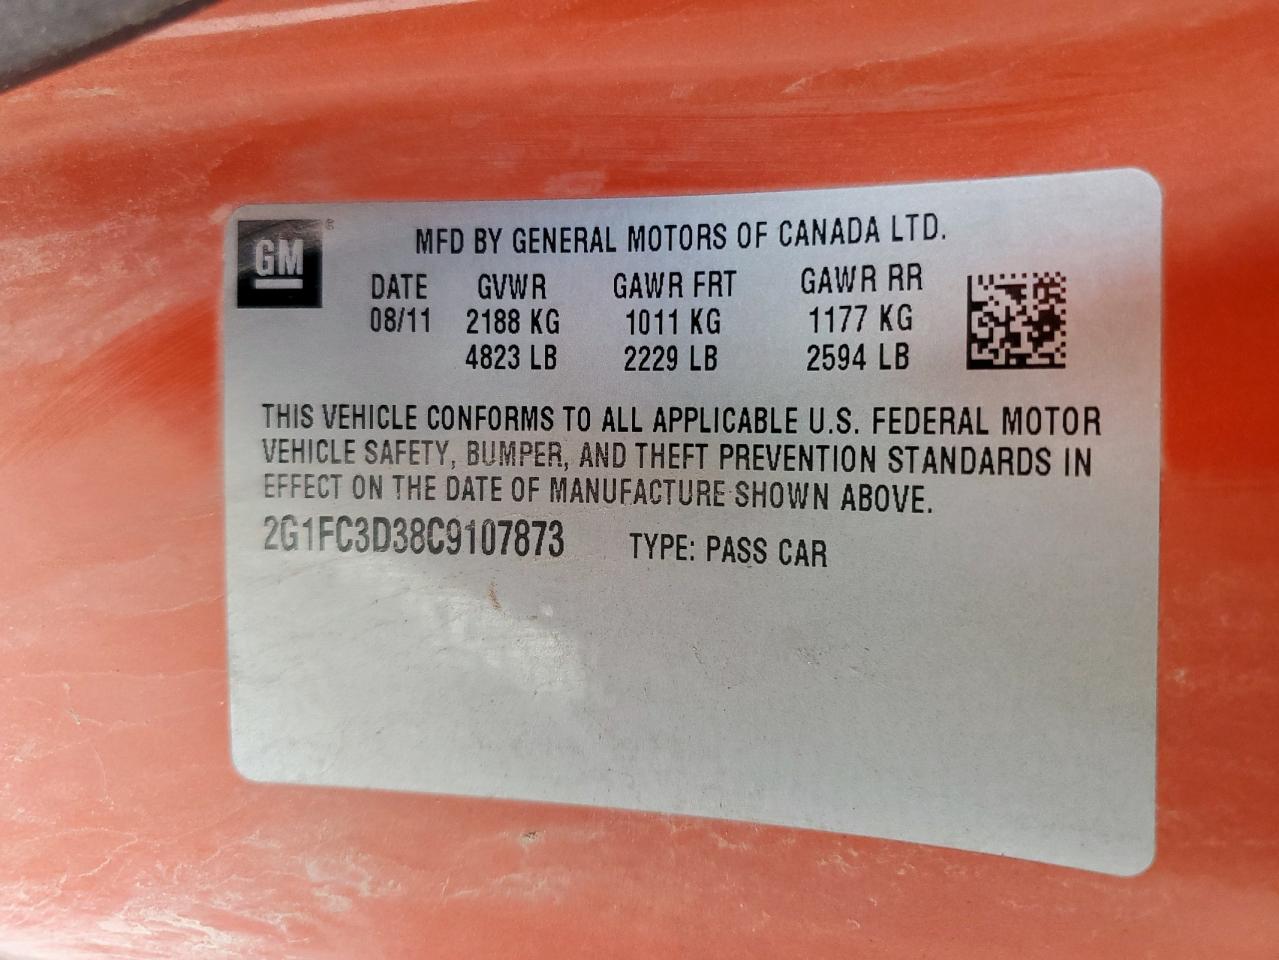 GM ®
MFD BY GENERAL MOTORS OF CANADA LTD.
DATE GVWR GAWR FRT GAWR RR
08/11 2188 KG 1011 KG 1177 KG
4823 LB 2229 LB 2594 LB
THIS VEHICLE CONFORMS TO ALL APPLICABLE U.S. FEDERAL MOTOR
VEHICLE SAFETY, BUMPER, AND THEFT PREVENTION STANDARDS IN
EFFECT ON THE DATE OF MANUFACTURE SHOWN ABOVE.
2G1FC3D38C9107873 TYPE: PASS CAR